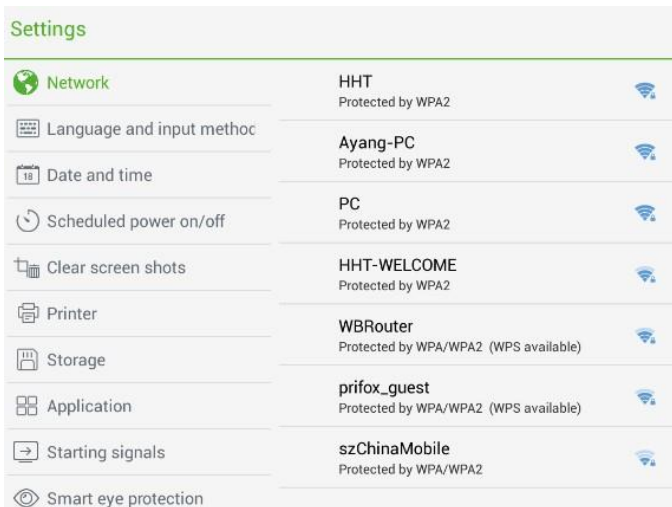 Settings
Network
Language and input methoc
18
Date and time
Scheduled power on/off
Clear screen shots
Printer
Storage
Application
Starting signals
Smart eye protection
HHT
Protected by WPA2
Ayang-PC
Protected by WPA2
PC
Protected by WPA2
HHT-WELCOME
Protected by WPA2
WBRouter
Protected by WPA/WPA2 (WPS available)
prifox_guest
Protected by WPA/WPA2 (WPS available)
szChinaMobile
Protected by WPA/WPA2